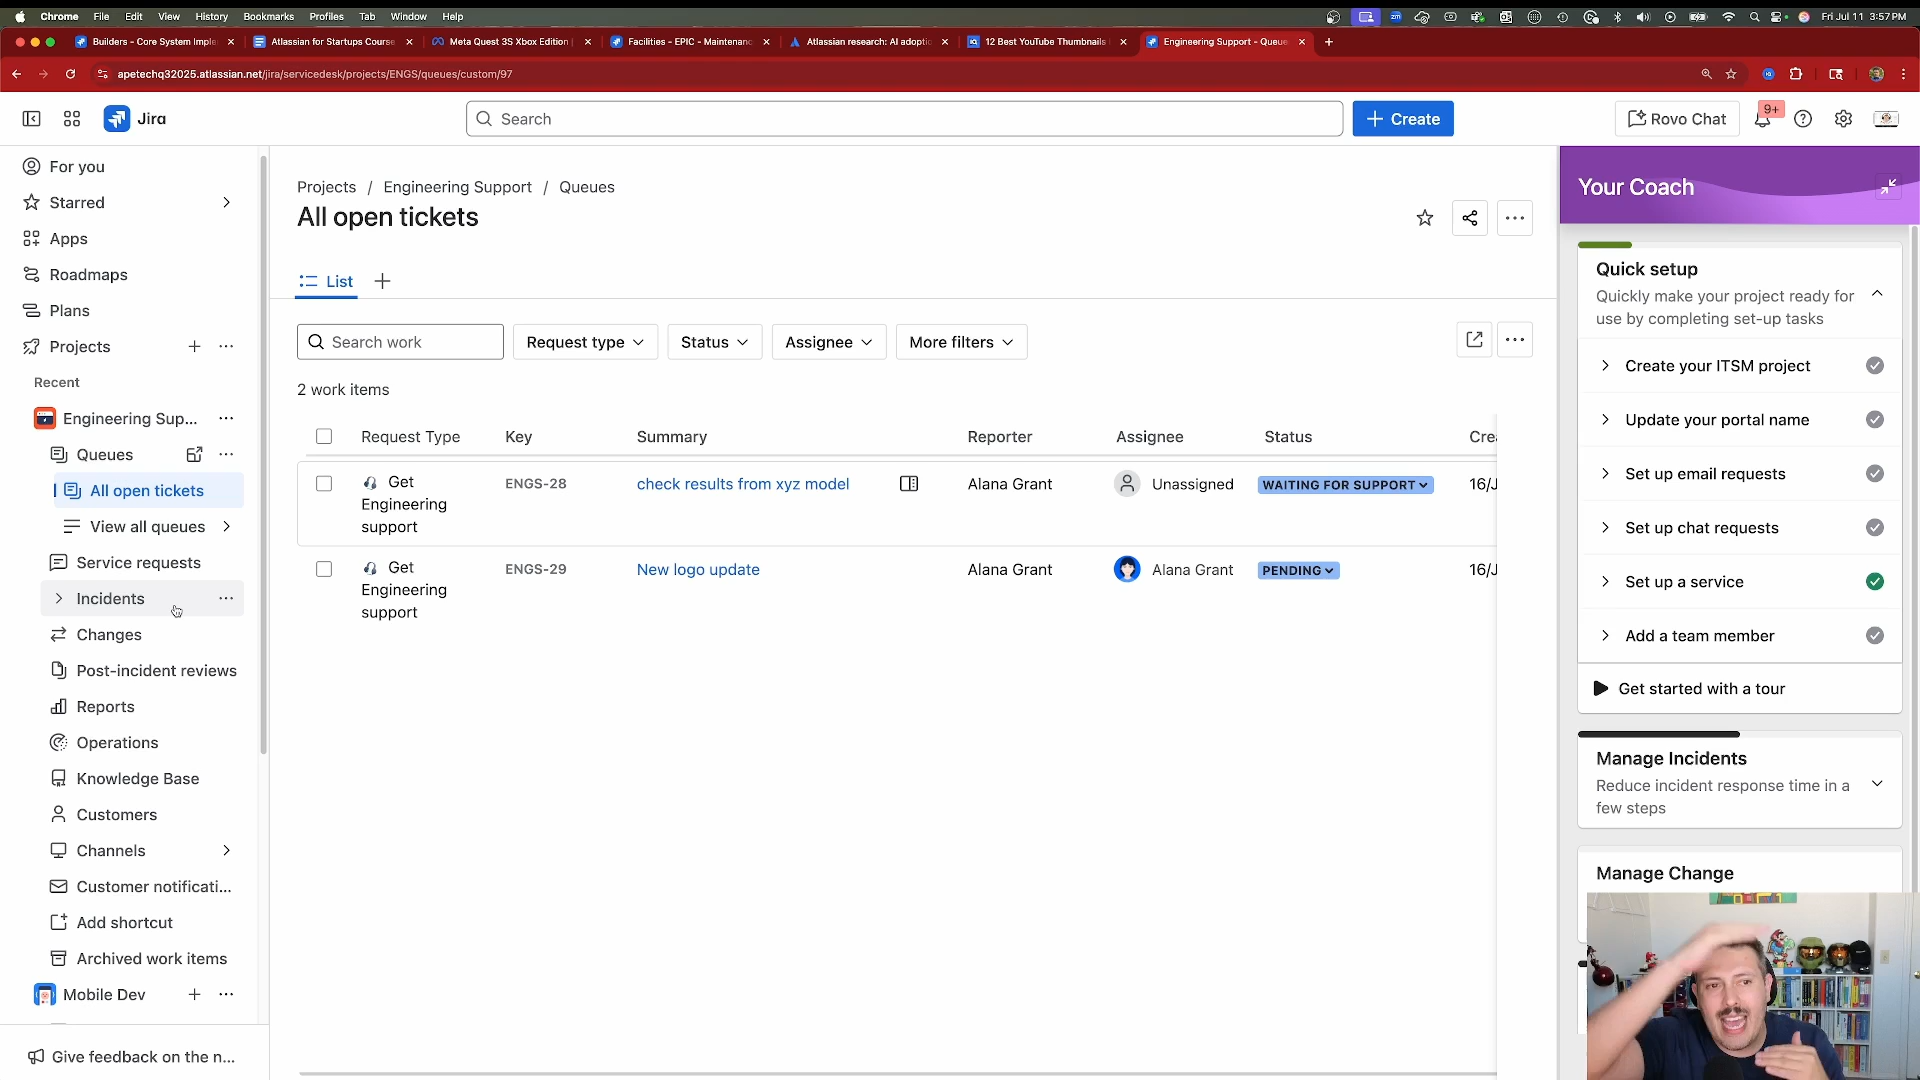 Chrome File Edit View History Bookmarks Profiles Tab Window Help
zm
Fri Jul 11 3:57 PM
Builders - Core System Imple
Atlassian for Startups Course
Meta Quest 3S Xbox Edition
Facilities - EPIC - Maintenanc
Atlassian research: AI adoptio
12 Best YouTube Thumbnails
Engineering Support - Queue
apetechq32025.atlassian.net/jira/servicedesk/projects/ENGS/queues/custom/97
Jira
Search
Create
Rovo Chat
9+
For you
Starred
Apps
Roadmaps
Plans
Projects
Recent
Engineering Sup...
Queues
All open tickets
View all queues
Service requests
Incidents
Changes
Post-incident reviews
Reports
Operations
Knowledge Base
Customers
Channels
Customer notificati...
Add shortcut
Archived work items
Mobile Dev
Give feedback on the n...
Projects / Engineering Support / Queues
All open tickets
List
Search work
Request type
Status
Assignee
More filters
2 work items
Request Type Key Summary Reporter Assignee Status Crea
Get Engineering support ENGS-28 check results from xyz model Alana Grant Unassigned WAITING FOR SUPPORT 16/J
Get Engineering support ENGS-29 New logo update Alana Grant Alana Grant PENDING 16/J
Your Coach
Quick setup
Quickly make your project ready for
use by completing set-up tasks
Create your ITSM project
Update your portal name
Set up email requests
Set up chat requests
Set up a service
Add a team member
Get started with a tour
Manage Incidents
Reduce incident response time in a
few steps
Manage Change